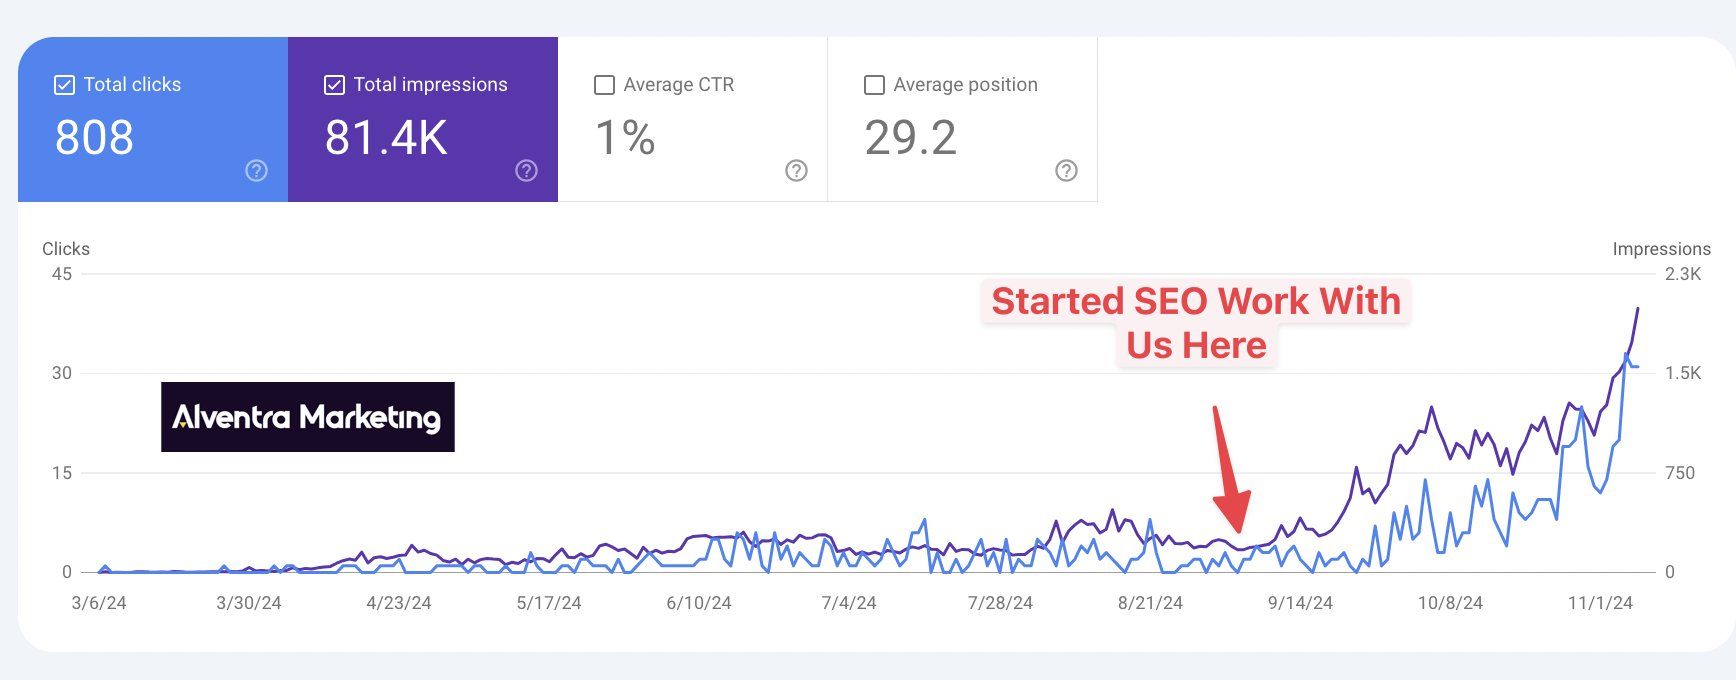 Total clicks
808
Total impressions
81.4K
Average CTR
1%
Average position
29.2
Clicks
Impressions
45
2.3K
Started SEO Work With
Us Here
30
1.5K
Alventra Marketing
15
750
0
0
3/6/24
3/30/24
4/23/24
5/17/24
6/10/24
7/4/24
7/28/24
8/21/24
9/14/24
10/8/24
11/1/24